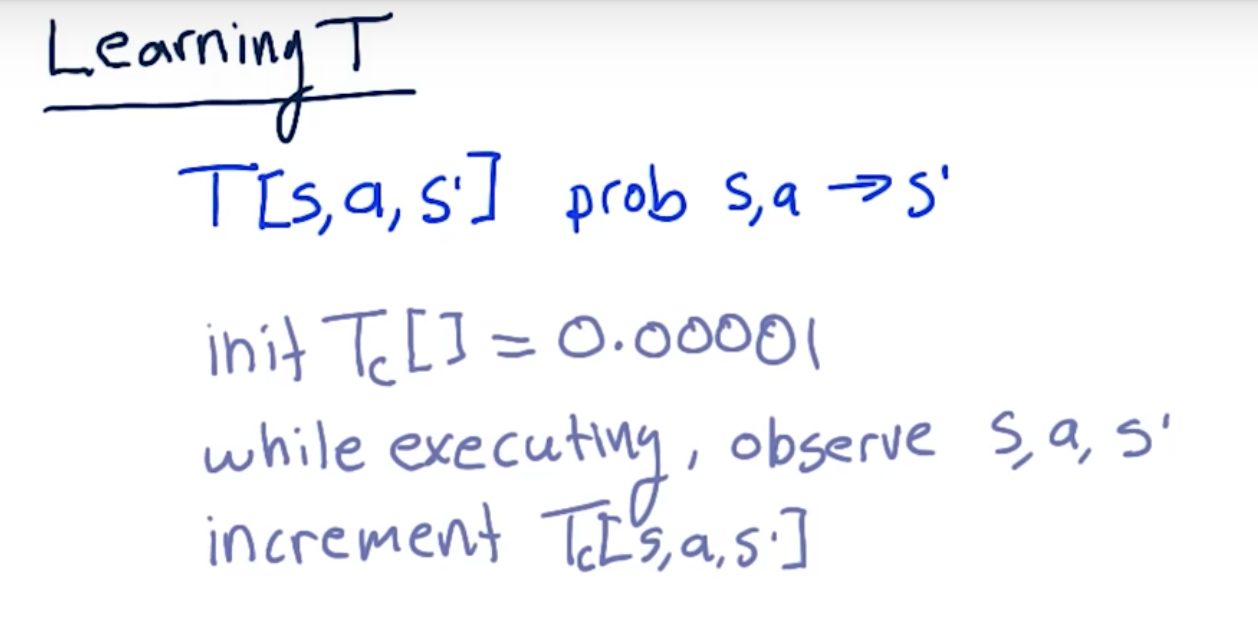 Learning T
T[s,a,s'] prob s,a → s'
init Tc[] = 0.00001
while executing, observe s,a,s'
increment Tc[s,a,s']